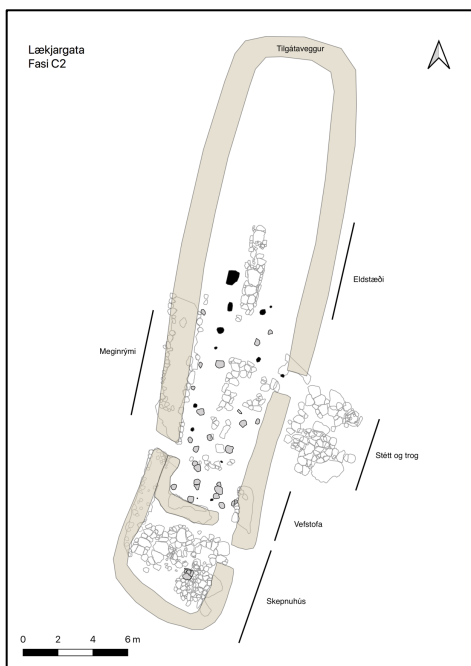 Lækjargata
Fasi C2
Tilgátaveggur
Eldstæði
Meginrými
Stétt og trog
Vefstofa
Skepnuhús
0 2 4 6 m